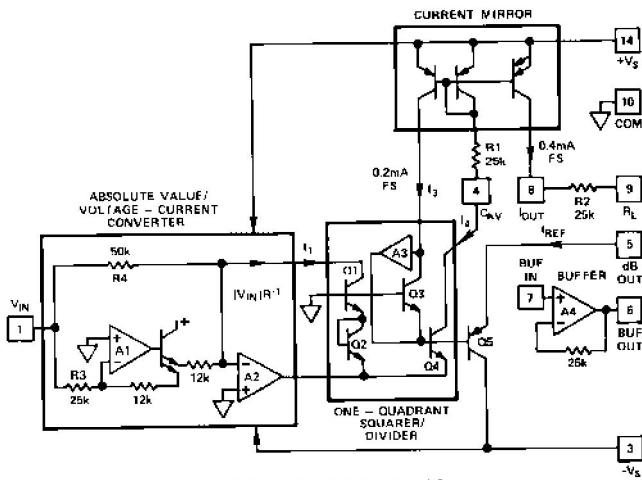 CURRENT MIRROR
14
+VS
10
COM
R1
25k
0.2mA
FS
I3
0.4mA
FS
4
CAV
I4
8
IOUT
R2
25k
9
RL
ABSOLUTE VALUE/
VOLTAGE – CURRENT
CONVERTER
50k
R4
I1
|VIN|R-1
A3
IREF
5
dB
OUT
VIN
1
Q1
Q3
BUF
IN
BUFFER
7
A4
6
BUF
OUT
A1
R3
25k
12k
12k
A2
Q2
Q4
Q5
25k
ONE – QUADRANT
SQUARER/
DIVIDER
3
-VS